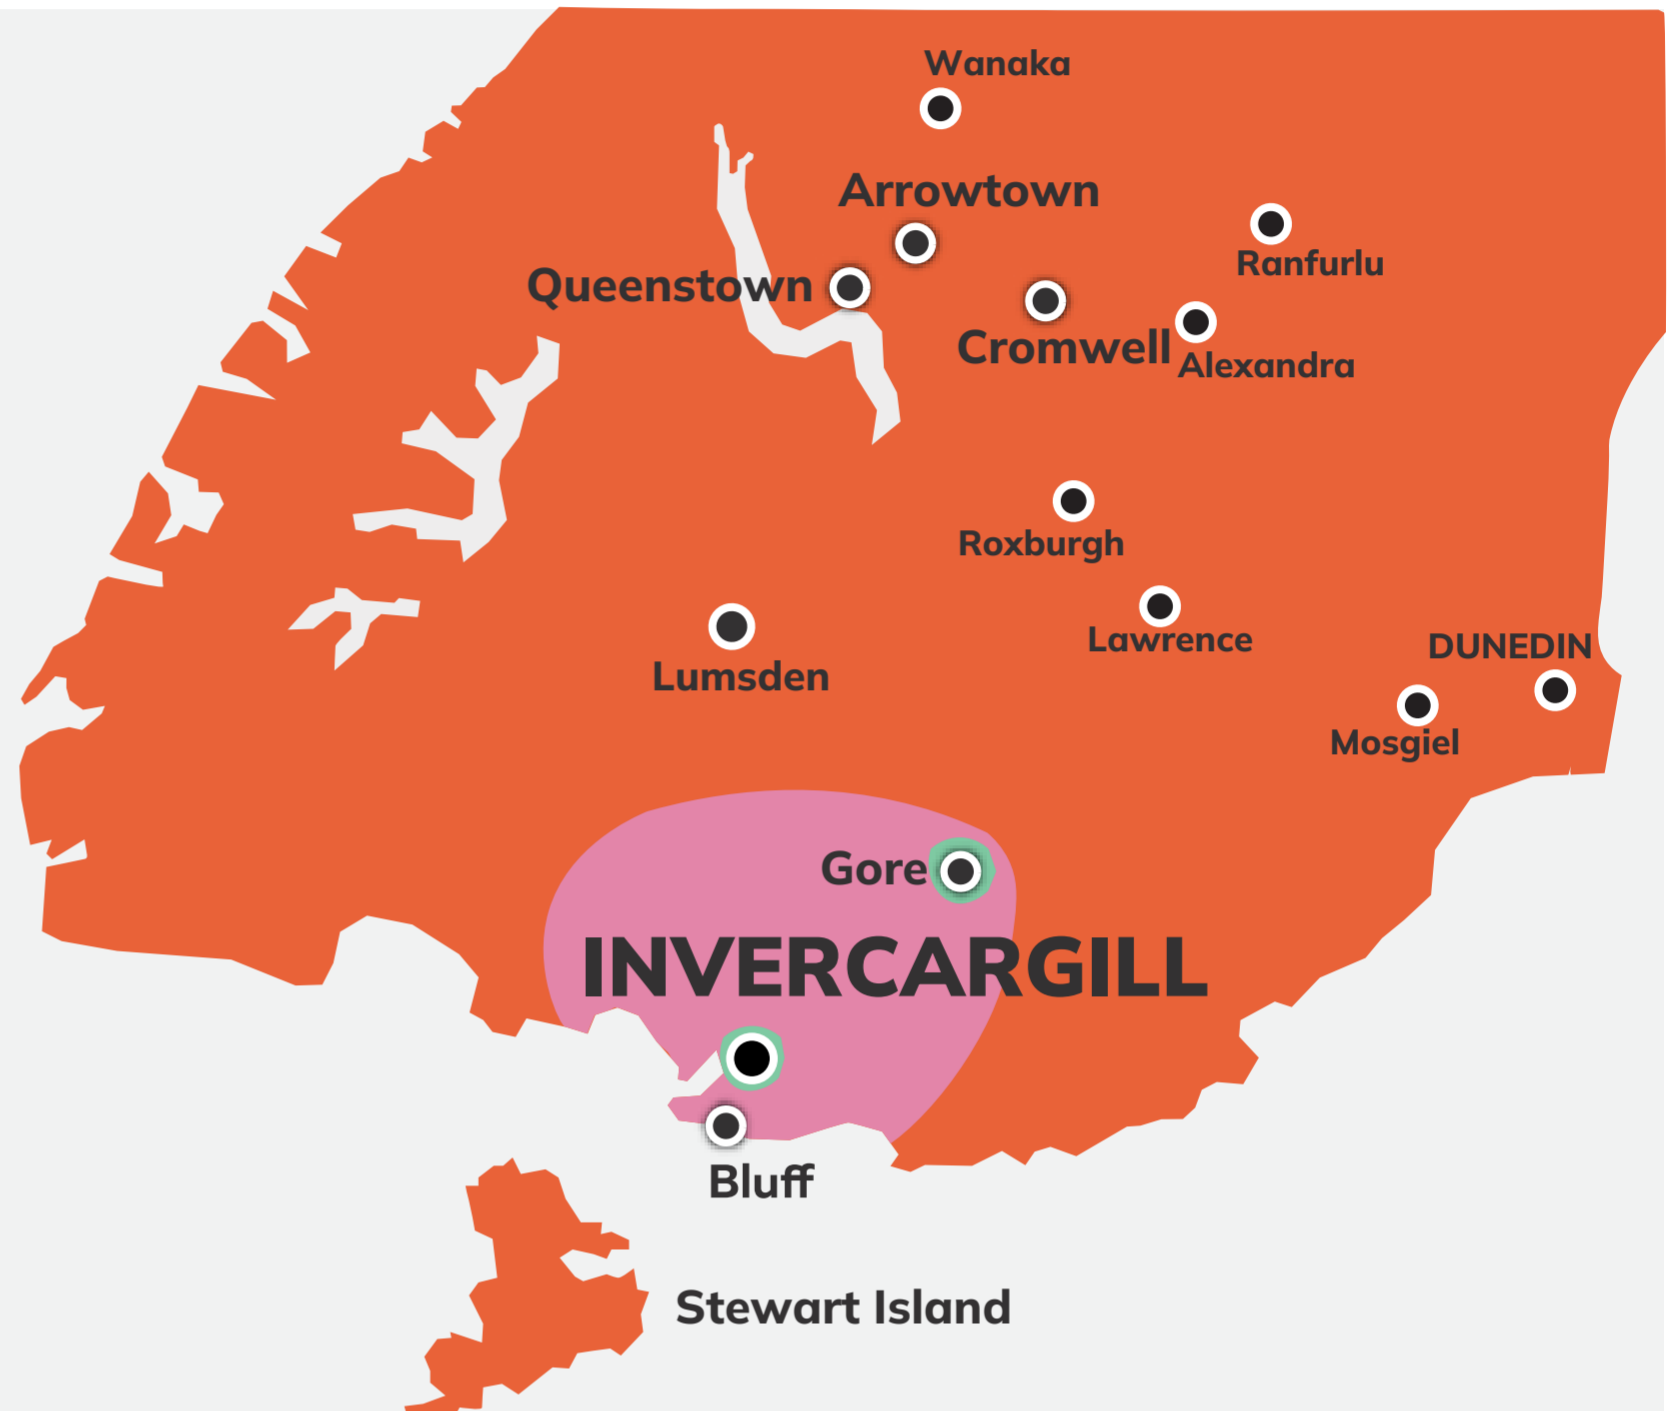 Wanaka
Arrowtown
Ranfurlu
Queenstown
Cromwell
Alexandra
Roxburgh
Lawrence
DUNEDIN
Lumsden
Mosgiel
Gore
INVERCARGILL
Bluff
Stewart Island